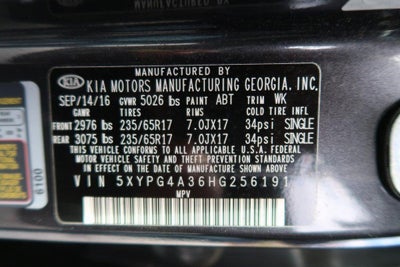 MANUFACTURED BY
KIA KIA MOTORS MANUFACTURING GEORGIA, INC.
SEP/14/16 GVWR 5026 lbs PAINT ABT TRIM WK
GAWR TIRES RIMS COLD TIRE INFL
FRONT 2976 lbs 235/65R17 7.0JX17 34psi SINGLE
REAR 3075 lbs 235/65R17 7.0JX17 34psi SINGLE
THIS VEHICLE CONFORMS TO ALL APPLICABLE U.S.A. FEDERAL
MOTOR VEHICLE SAFETY AND THEFT PREVENTION STANDARDS
IN EFFECT ON THE DATE OF MANUFACTURE SHOWN ABOVE.
VIN 5XYPG4A36HG256191
MPV
6100